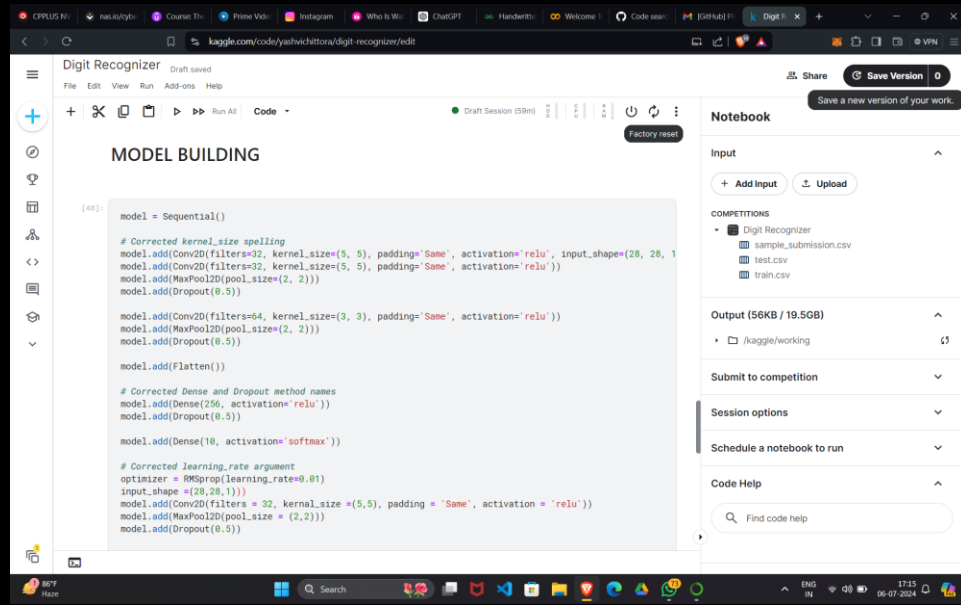 CPPLUS NV
nas.io/cybe
Course: The
Prime Vide
Instagram
Who Is Wan
ChatGPT
Handwritte
Welcome T
Code searc
[GitHub] Pl
Digit R
kaggle.com/code/yashvichittora/digit-recognizer/edit
VPN
Digit Recognizer Draft saved
File Edit View Run Add-ons Help
Share
Save Version 0
Save a new version of your work.
Run All Code
Draft Session (59m)
Factory reset
MODEL BUILDING
[48]:
model = Sequential()
# Corrected kernel_size spelling
model.add(Conv2D(filters=32, kernel_size=(5, 5), padding='Same', activation='relu', input_shape=(28, 28, 1
model.add(Conv2D(filters=32, kernel_size=(5, 5), padding='Same', activation='relu'))
model.add(MaxPool2D(pool_size=(2, 2)))
model.add(Dropout(0.5))
model.add(Conv2D(filters=64, kernel_size=(3, 3), padding='Same', activation='relu'))
model.add(MaxPool2D(pool_size=(2, 2)))
model.add(Dropout(0.5))
model.add(Flatten())
# Corrected Dense and Dropout method names
model.add(Dense(256, activation='relu'))
model.add(Dropout(0.5))
model.add(Dense(10, activation='softmax'))
# Corrected learning_rate argument
optimizer = RMSprop(learning_rate=0.01)
input_shape =(28,28,1)))
model.add(Conv2D(filters = 32, kernal_size =(5,5), padding = 'Same', activation = 'relu'))
model.add(MaxPool2D(pool_size = (2,2)))
model.add(Dropout(0.5))
Notebook
Input
+ Add Input
Upload
COMPETITIONS
Digit Recognizer
sample_submission.csv
test.csv
train.csv
Output (56KB / 19.5GB)
/kaggle/working
Submit to competition
Session options
Schedule a notebook to run
Code Help
Find code help
1
86°F
Haze
Search
73
ENG
IN
17:15
06-07-2024